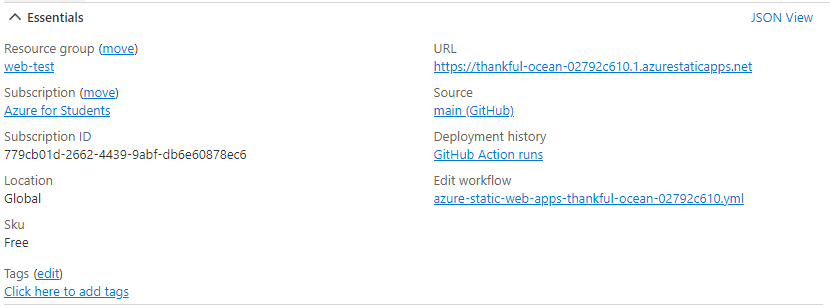 Essentials
JSON View
Resource group (move)
web-test
Subscription (move)
Azure for Students
Subscription ID
779cb01d-2662-4439-9abf-db6e60878ec6
Location
Global
Sku
Free
Tags (edit)
Click here to add tags
URL
https://thankful-ocean-02792c610.1.azurestaticapps.net
Source
main (GitHub)
Deployment history
GitHub Action runs
Edit workflow
azure-static-web-apps-thankful-ocean-02792c610.yml